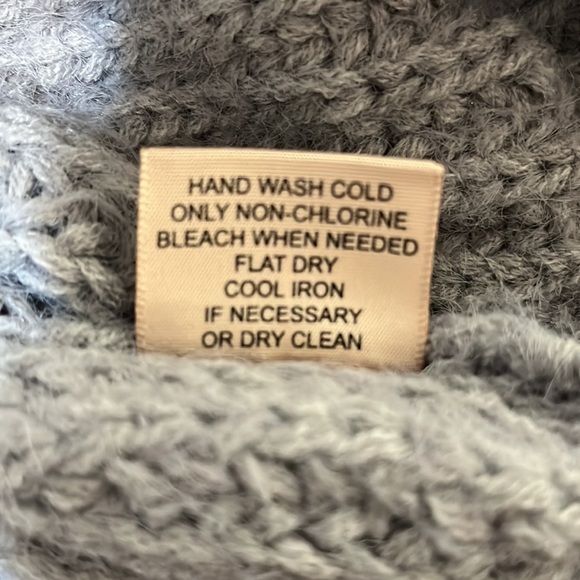 HAND WASH COLD
ONLY NON-CHLORINE
BLEACH WHEN NEEDED
FLAT DRY
COOL IRON
IF NECESSARY
OR DRY CLEAN